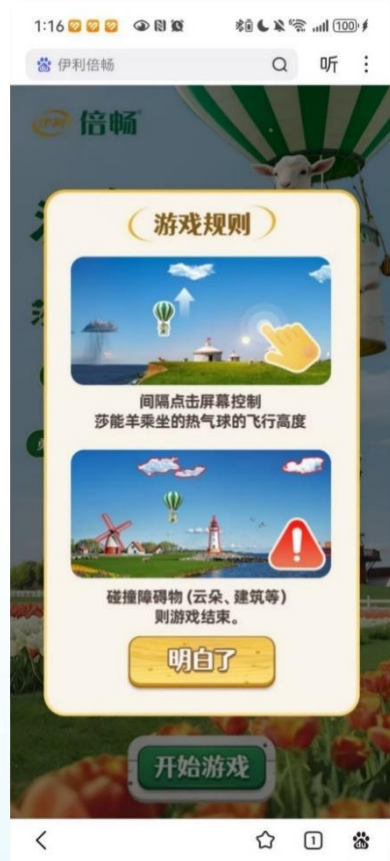 1:16
100
伊利倍畅
听
伊利 倍畅
游戏规则
间隔点击屏幕控制
莎能羊乘坐的热气球的飞行高度
碰撞障碍物(云朵、建筑等)
则游戏结束。
明白了
开始游戏
1
du